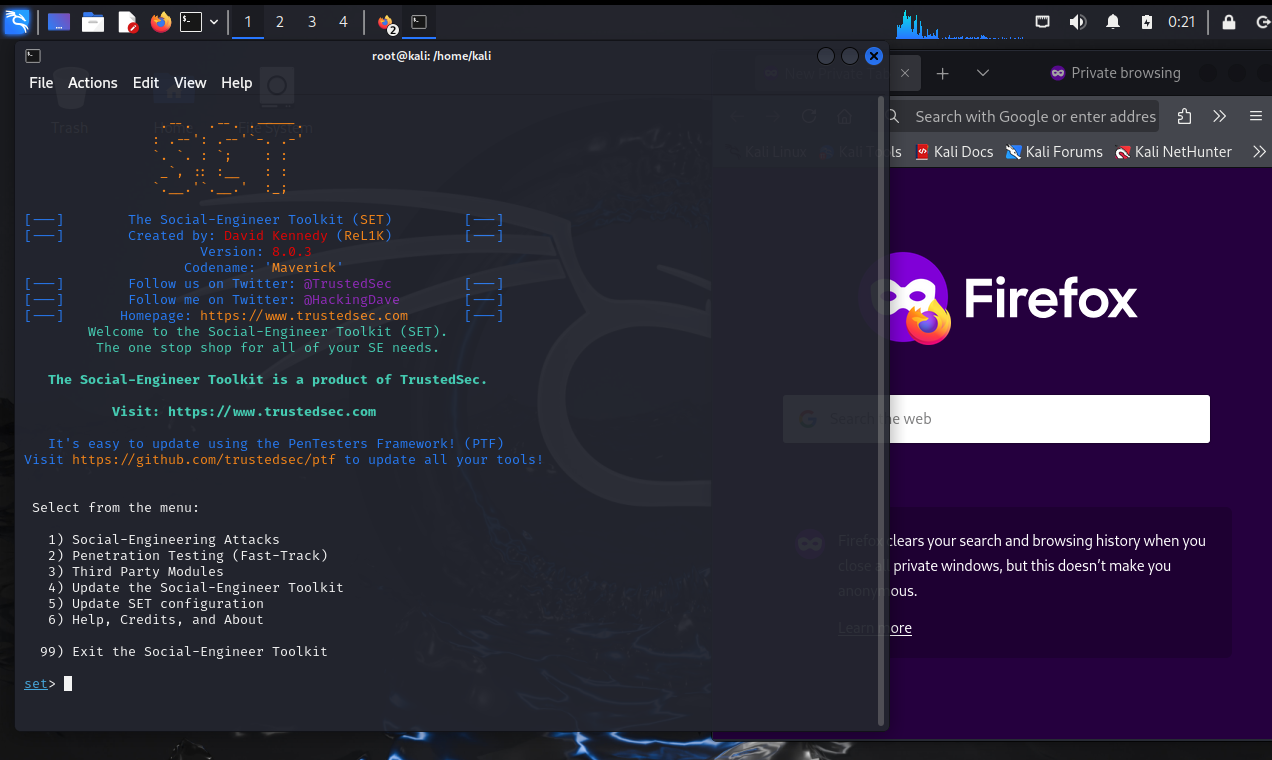 1 2 3 4 2 0:21
root@kali: /home/kali
File Actions Edit View Help
Private browsing
Search with Google or enter addres
Trash
Kali Linux Kali Tools Kali Docs Kali Forums Kali NetHunter
[---] The Social-Engineer Toolkit (SET) [---]
[---] Created by: David Kennedy (ReL1K) [---]
Version: 8.0.3
Codename: 'Maverick'
[---] Follow us on Twitter: @TrustedSec [---]
[---] Follow me on Twitter: @HackingDave [---]
[---] Homepage: https://www.trustedsec.com [---]
Welcome to the Social-Engineer Toolkit (SET).
The one stop shop for all of your SE needs.
The Social-Engineer Toolkit is a product of TrustedSec.
Visit: https://www.trustedsec.com
It's easy to update using the PenTesters Framework! (PTF)
Visit https://github.com/trustedsec/ptf to update all your tools!
Select from the menu:
1) Social-Engineering Attacks
2) Penetration Testing (Fast-Track)
3) Third Party Modules
4) Update the Social-Engineer Toolkit
5) Update SET configuration
6) Help, Credits, and About
99) Exit the Social-Engineer Toolkit
set>
Firefox
Search the web
Firefox clears your search and browsing history when you
close all private windows, but this doesn't make you
anonymous.
Learn more